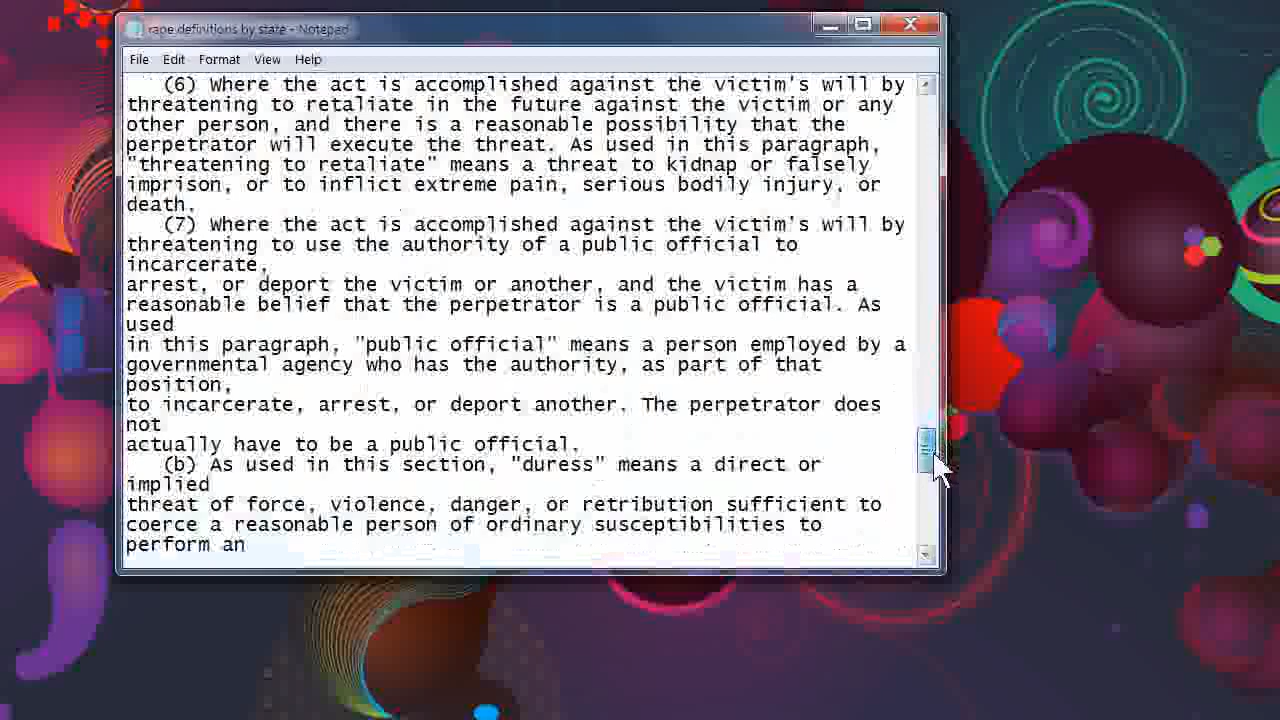 rape definitions by state - Notepad
File Edit Format View Help
(6) Where the act is accomplished against the victim's will by
threatening to retaliate in the future against the victim or any
other person, and there is a reasonable possibility that the
perpetrator will execute the threat. As used in this paragraph,
"threatening to retaliate" means a threat to kidnap or falsely
imprison, or to inflict extreme pain, serious bodily injury, or
death.
(7) Where the act is accomplished against the victim's will by
threatening to use the authority of a public official to
incarcerate,
arrest, or deport the victim or another, and the victim has a
reasonable belief that the perpetrator is a public official. As
used
in this paragraph, "public official" means a person employed by a
governmental agency who has the authority, as part of that
position,
to incarcerate, arrest, or deport another. The perpetrator does
not
actually have to be a public official.
(b) As used in this section, "duress" means a direct or
implied
threat of force, violence, danger, or retribution sufficient to
coerce a reasonable person of ordinary susceptibilities to
perform an